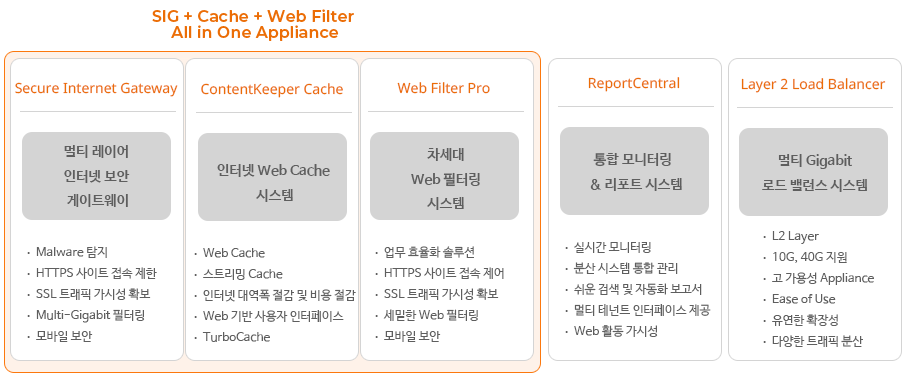 SIG + Cache + Web Filter
All in One Appliance
Secure Internet Gateway
멀티 레이어
인터넷 보안
게이트웨이
· Malware 탐지
· HTTPS 사이트 접속 제한
· SSL 트래픽 가시성 확보
· Multi-Gigabit 필터링
· 모바일 보안
ContentKeeper Cache
인터넷 Web Cache
시스템
· Web Cache
· 스트리밍 Cache
· 인터넷 대역폭 절감 및 비용 절감
· Web 기반 사용자 인터페이스
· TurboCache
Web Filter Pro
차세대
Web 필터링
시스템
· 업무 효율화 솔루션
· HTTPS 사이트 접속 제어
· SSL 트래픽 가시성 확보
· 세밀한 Web 필터링
· 모바일 보안
ReportCentral
통합 모니터링
& 리포트 시스템
· 실시간 모니터링
· 분산 시스템 통합 관리
· 쉬운 검색 및 자동화 보고서
· 멀티 테넌트 인터페이스 제공
· Web 활동 가시성
Layer 2 Load Balancer
멀티 Gigabit
로드 밸런스 시스템
· L2 Layer
· 10G, 40G 지원
· 고 가용성 Appliance
· Ease of Use
· 유연한 확장성
· 다양한 트래픽 분산